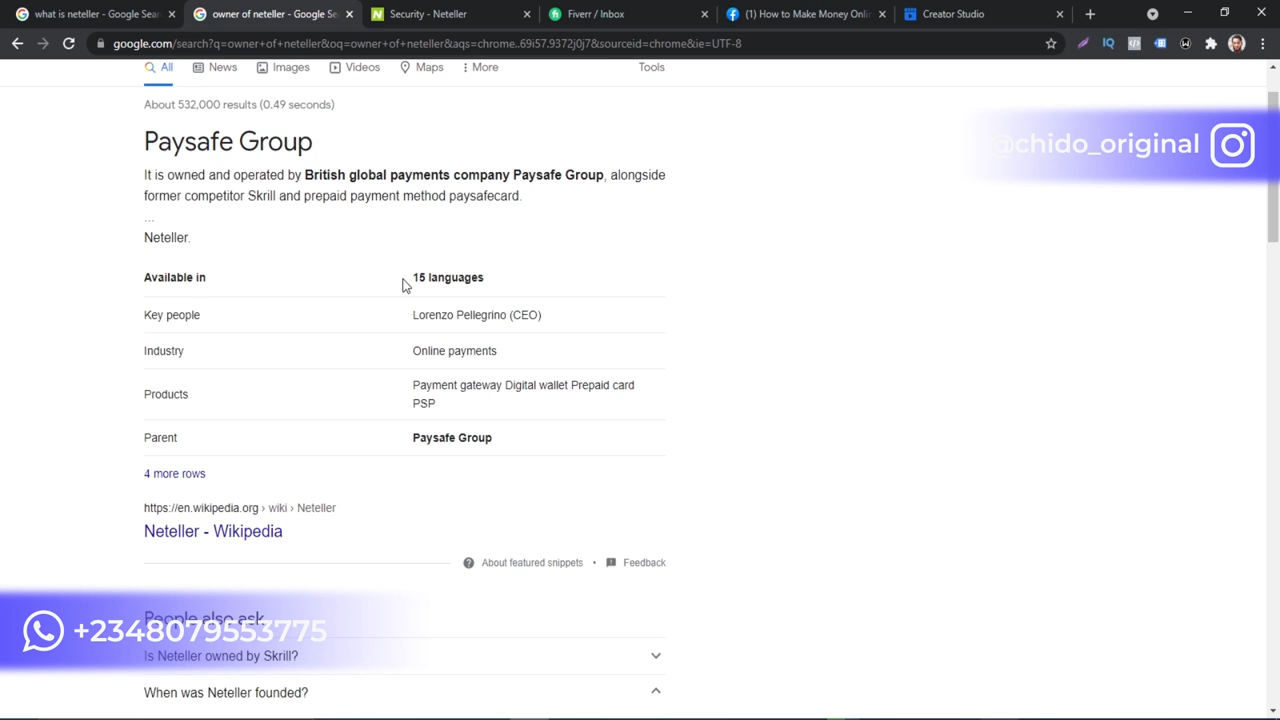 what is neteller - Google Sear
owner of neteller - Google Se
Security - Neteller
Fiverr / Inbox
(1) How to Make Money Onlin
Creator Studio
google.com/search?q=owner+of+neteller&oq=owner+of+neteller&aqs=chrome..69i57.9372j0j7&sourceid=chrome&ie=UTF-8
All
News
Images
Videos
Maps
More
Tools
About 532,000 results (0.49 seconds)
@chido_original
Paysafe Group
It is owned and operated by British global payments company Paysafe Group, alongside
former competitor Skrill and prepaid payment method paysafecard.
...
Neteller.
Available in 15 languages
Key people Lorenzo Pellegrino (CEO)
Industry Online payments
Products Payment gateway Digital wallet Prepaid card
PSP
Parent Paysafe Group
4 more rows
https://en.wikipedia.org › wiki › Neteller
Neteller - Wikipedia
About featured snippets • Feedback
People also ask
+2348079553775
Is Neteller owned by Skrill?
When was Neteller founded?